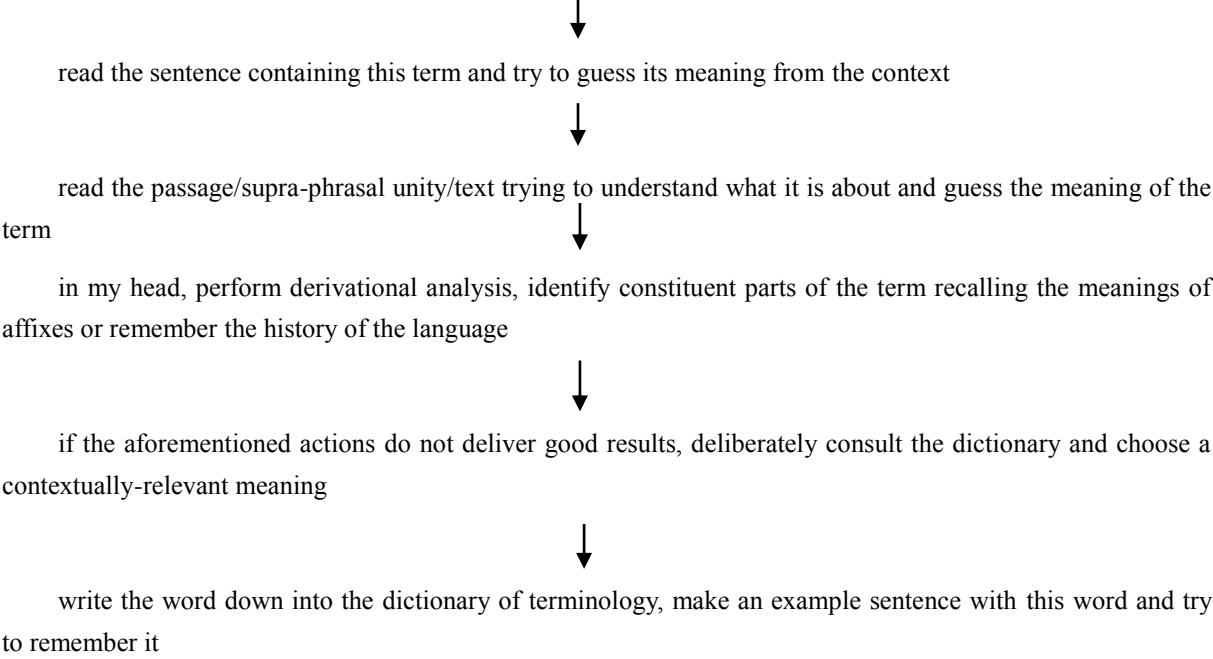 read the sentence containing this term and try to guess its meaning from the context
read the passage/supra-phrasal unity/text trying to understand what it is about and guess the meaning of the
term
in my head, perform derivational analysis, identify constituent parts of the term recalling the meanings of
affixes or remember the history of the language
if the aforementioned actions do not deliver good results, deliberately consult the dictionary and choose a
contextually-relevant meaning
write the word down into the dictionary of terminology, make an example sentence with this word and try
to remember it